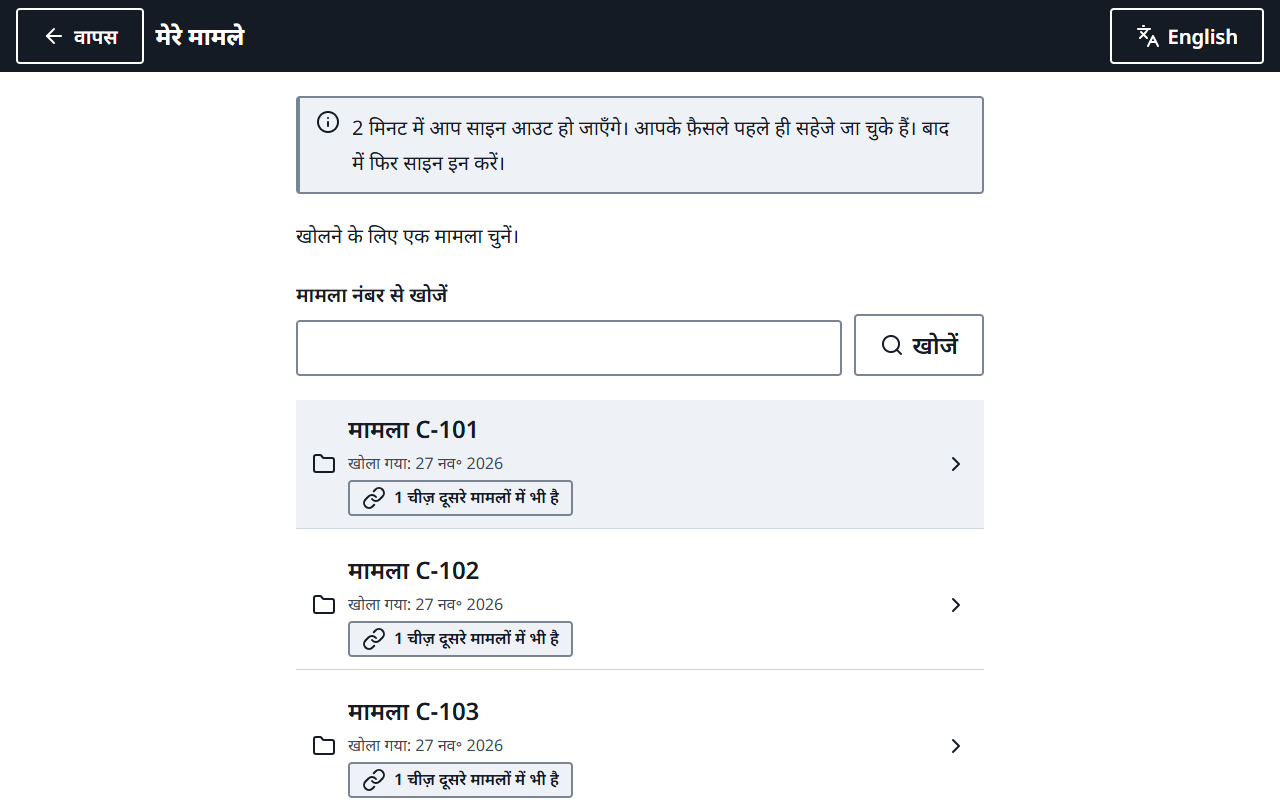 वापस
मेरे मामले
English
2 मिनट में आप साइन आउट हो जाएँगे। आपके फ़ैसले पहले ही सहेजे जा चुके हैं। बाद
में फिर साइन इन करें।
खोलने के लिए एक मामला चुनें।
मामला नंबर से खोजें
खोजें
मामला C-101
खोला गया: 27 नव॰ 2026
1 चीज़ दूसरे मामलों में भी है
मामला C-102
खोला गया: 27 नव॰ 2026
1 चीज़ दूसरे मामलों में भी है
मामला C-103
खोला गया: 27 नव॰ 2026
1 चीज़ दूसरे मामलों में भी है